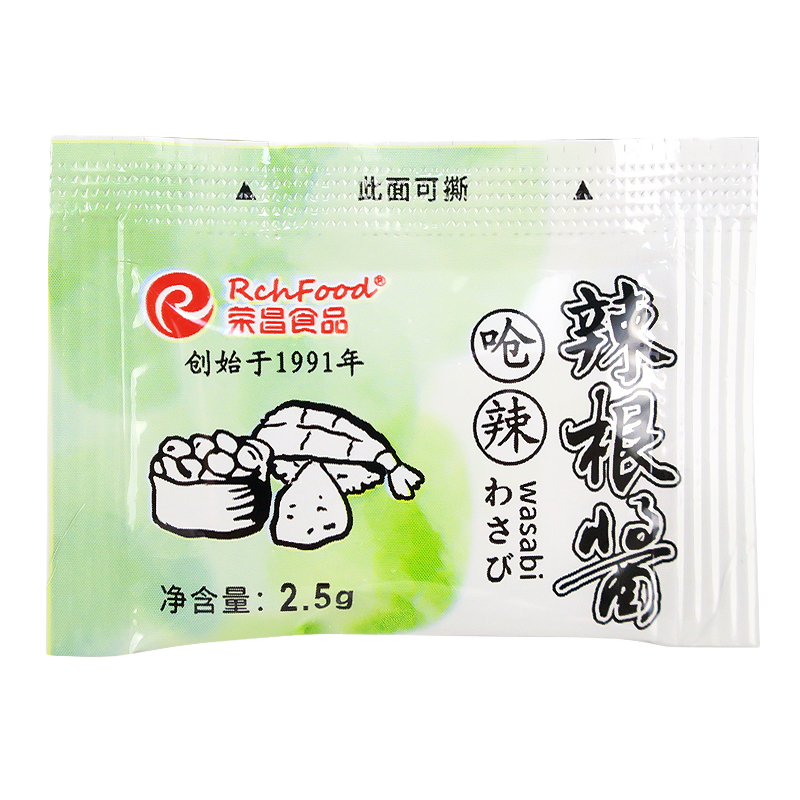 ▲ 此面可撕 ▲
RchFood®
荣昌食品
创始于1991年
辣根酱
呛辣
wasabi
わさび
净含量：2.5g